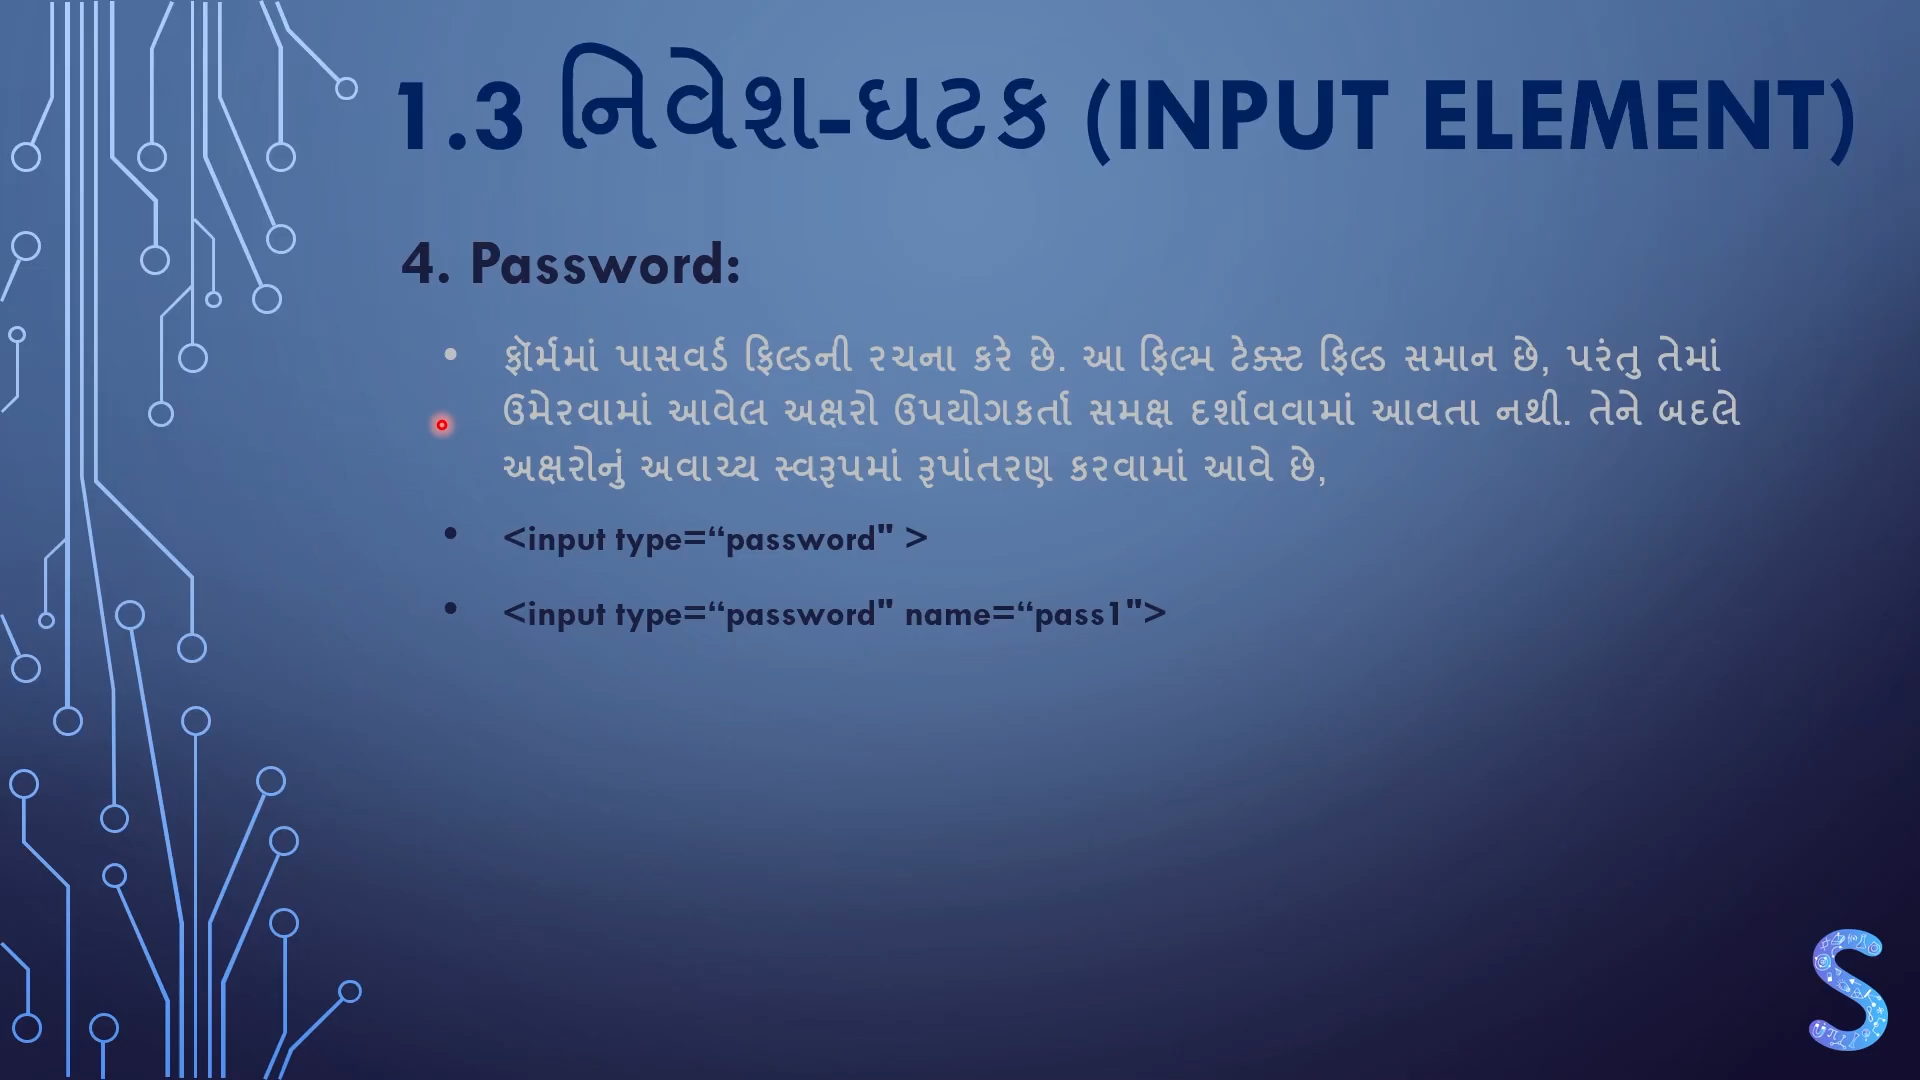 1.3 નિવેશ-ઘટક (INPUT ELEMENT)
4. Password:
• ફૉર્મમાં પાસવર્ડ ફિલ્ડની રચના કરે છે. આ ફિલ્મ ટેક્સ્ટ ફિલ્ડ સમાન છે, પરંતુ તેમાં
ઉમેરવામાં આવેલ અક્ષરો ઉપયોગકર્તા સમક્ષ દર્શાવવામાં આવતા નથી. તેને બદલે
અક્ષરોનું અવાચ્ય સ્વરૂપમાં રૂપાંતરણ કરવામાં આવે છે,
• <input type=“password" >
• <input type=“password" name=“pass1">
S